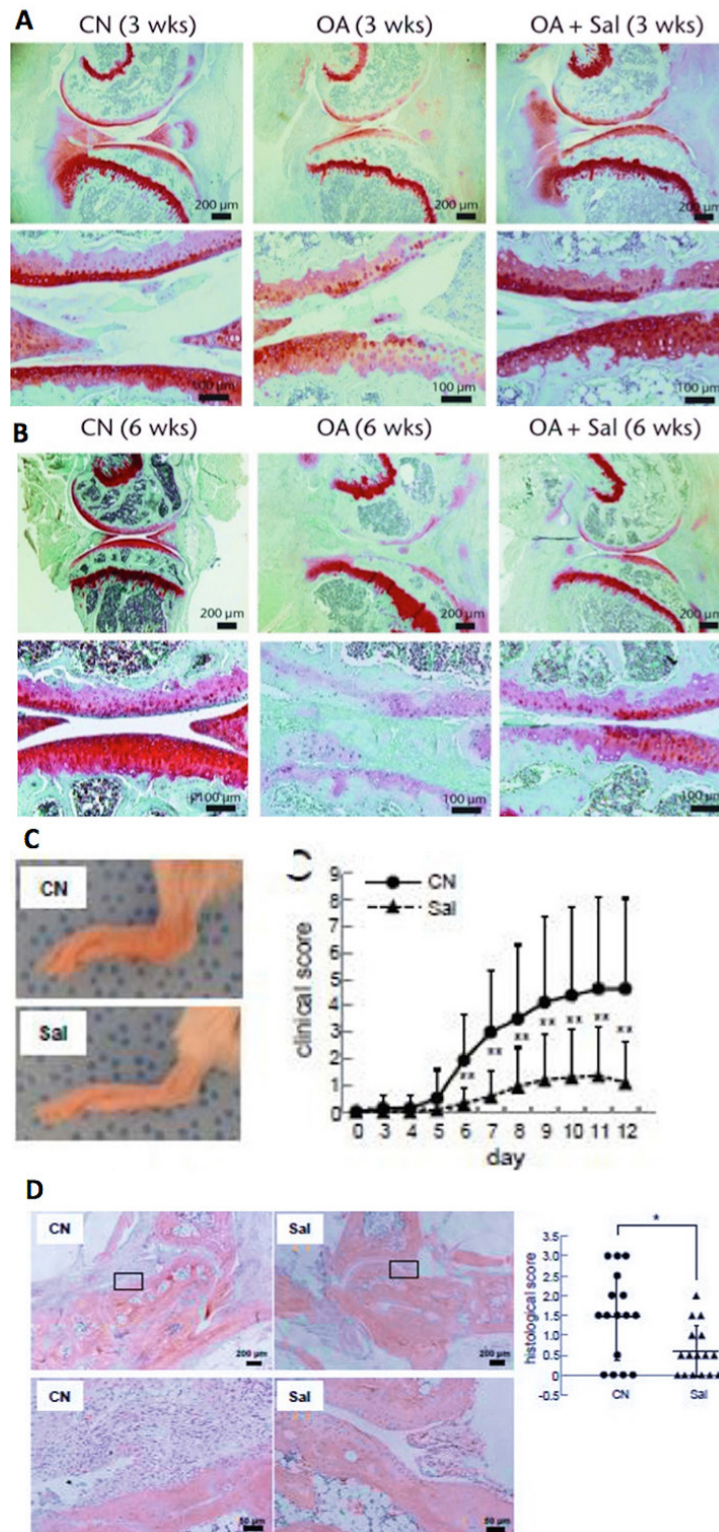 A
CN (3 wks) OA (3 wks) OA + Sal (3 wks)
200 µm 200 µm 200 µm
100 µm 100 µm 100 µm
B
CN (6 wks) OA (6 wks) OA + Sal (6 wks)
200 µm 200 µm 200 µm
100 µm 100 µm 100 µm
C
CN
Sal
CN
Sal
clinical score
9
8
7
6
5
4
3
2
1
0
** ** ** ** ** ** **
0 3 4 5 6 7 8 9 10 11 12
day
D
CN Sal
200 µm 200 µm
CN Sal
50 µm 50 µm
*
histological score
3.5
3.0
2.5
2.0
1.5
1.0
0.5
0
-0.5
CN Sal